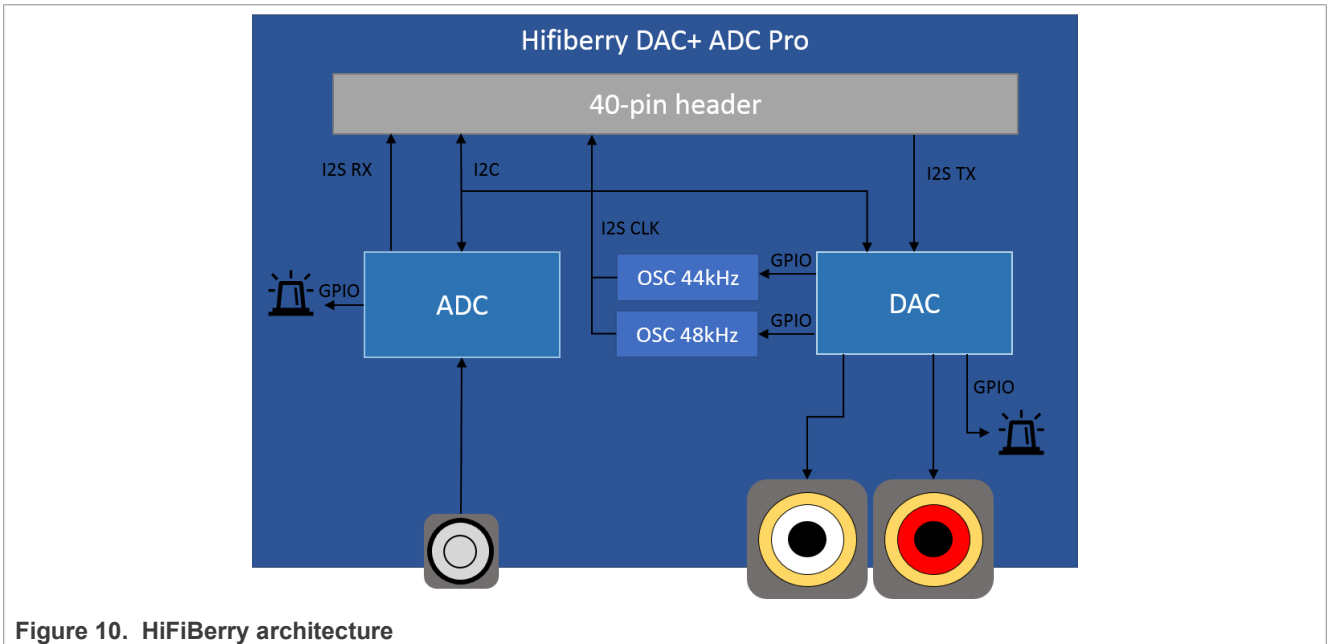 Hifiberry DAC+ ADC Pro
40-pin header
I2S RX
I2C
I2S TX
I2S CLK
GPIO
OSC 44kHz
GPIO
ADC
DAC
OSC 48kHz
GPIO
GPIO
Figure 10. HiFiBerry architecture